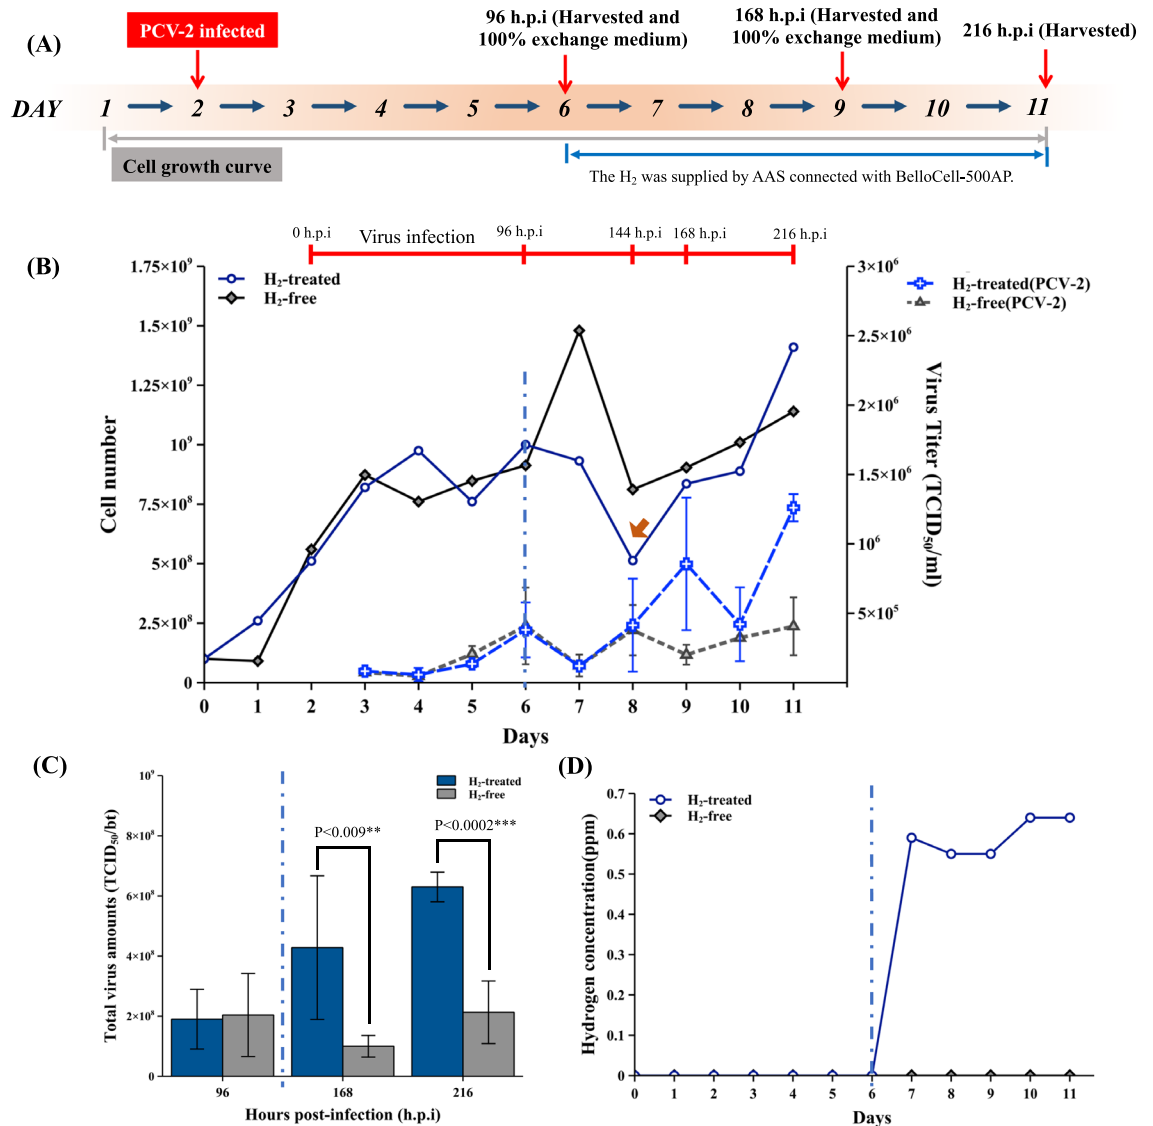 (A)
PCV-2 infected
96 h.p.i (Harvested and
100% exchange medium)
168 h.p.i (Harvested and
100% exchange medium)
216 h.p.i (Harvested)
DAY 1 2 3 4 5 6 7 8 9 10 11
Cell growth curve
The H₂ was supplied by AAS connected with BelloCell-500AP.
(B)
0 h.p.i Virus infection 96 h.p.i 144 h.p.i 168 h.p.i 216 h.p.i
H₂-treated
H₂-free
H₂-treated(PCV-2)
H₂-free(PCV-2)
Cell number
1.75×10⁹
1.5×10⁹
1.25×10⁹
10⁹
7.5×10⁸
5×10⁸
2.5×10⁸
0
Virus Titer (TCID₅₀/ml)
3×10⁶
2.5×10⁶
2×10⁶
1.5×10⁶
10⁶
5×10⁵
0 1 2 3 4 5 6 7 8 9 10 11
Days
(C)
H₂-treated
H₂-free
P<0.009**
P<0.0002***
Total virus amounts (TCID₅₀/bt)
10⁹
8×10⁸
6×10⁸
4×10⁸
2×10⁸
0
96 168 216
Hours post-infection (h.p.i)
(D)
H₂-treated
H₂-free
Hydrogen concentration(ppm)
0.7
0.6
0.5
0.4
0.3
0.2
0.1
0
0 1 2 3 4 5 6 7 8 9 10 11
Days